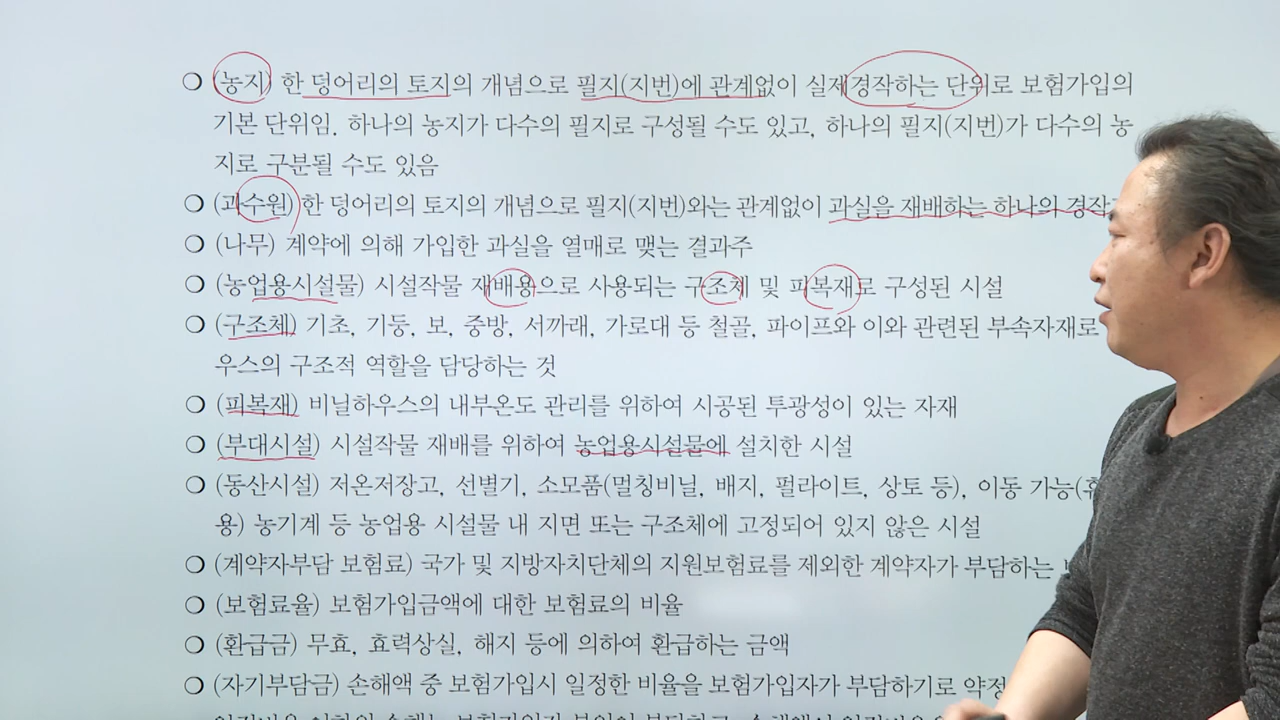 ❍ (농지) 한 덩어리의 토지의 개념으로 필지(지번)에 관계없이 실제 경작하는 단위로 보험가입의
기본 단위임. 하나의 농지가 다수의 필지로 구성될 수도 있고, 하나의 필지(지번)가 다수의 농
지로 구분될 수도 있음
❍ (과수원) 한 덩어리의 토지의 개념으로 필지(지번)와는 관계없이 과실을 재배하는 하나의 경작
❍ (나무) 계약에 의해 가입한 과실을 열매로 맺는 결과주
❍ (농업용시설물) 시설작물 재배용으로 사용되는 구조체 및 피복재로 구성된 시설
❍ (구조체) 기초, 기둥, 보, 중방, 서까래, 가로대 등 철골, 파이프와 이와 관련된 부속자재로
우스의 구조적 역할을 담당하는 것
❍ (피복재) 비닐하우스의 내부온도 관리를 위하여 시공된 투광성이 있는 자재
❍ (부대시설) 시설작물 재배를 위하여 농업용시설물에 설치한 시설
❍ (동산시설) 저온저장고, 선별기, 소모품(멀칭비닐, 배지, 펄라이트, 상토 등), 이동 가능
용) 농기계 등 농업용 시설물 내 지면 또는 구조체에 고정되어 있지 않은 시설
❍ (계약자부담 보험료) 국가 및 지방자치단체의 지원보험료를 제외한 계약자가 부담하는
❍ (보험료율) 보험가입금액에 대한 보험료의 비율
❍ (환급금) 무효, 효력상실, 해지 등에 의하여 환급하는 금액
❍ (자기부담금) 손해액 중 보험가입시 일정한 비율을 보험가입자가 부담하기로 약정